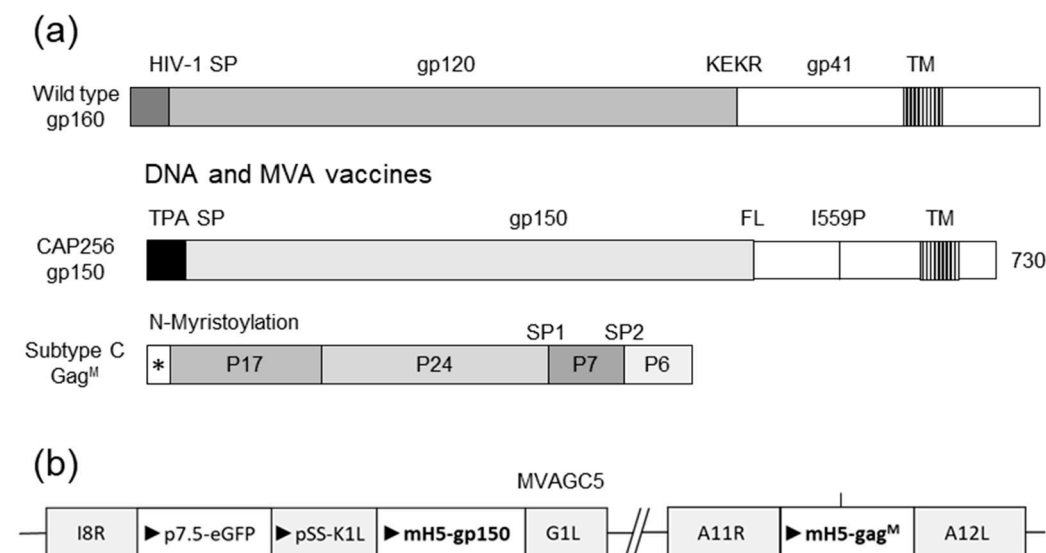 (a)
HIV-1 SP gp120 KEKR gp41 TM
Wild type
gp160
DNA and MVA vaccines
TPA SP gp150 FL I559P TM
CAP256
gp150
730
N-Myristoylation
SP1 SP2
Subtype C
Gagᴹ
* P17 P24 P7 P6
(b)
MVAGC5
I8R ►p7.5-eGFP ►pSS-K1L ►mH5-gp150 G1L // A11R ►mH5-gagᴹ A12L